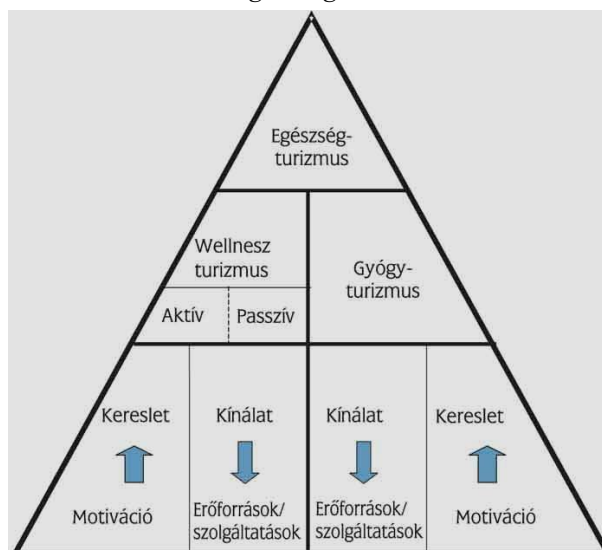 Egészség-
turizmus
Wellnesz
turizmus
Gyógy-
turizmus
Aktív
Passzív
Kereslet
Kínálat
Kínálat
Kereslet
Motiváció
Erőforrások/
szolgáltatások
Erőforrások/
szolgáltatások
Motiváció